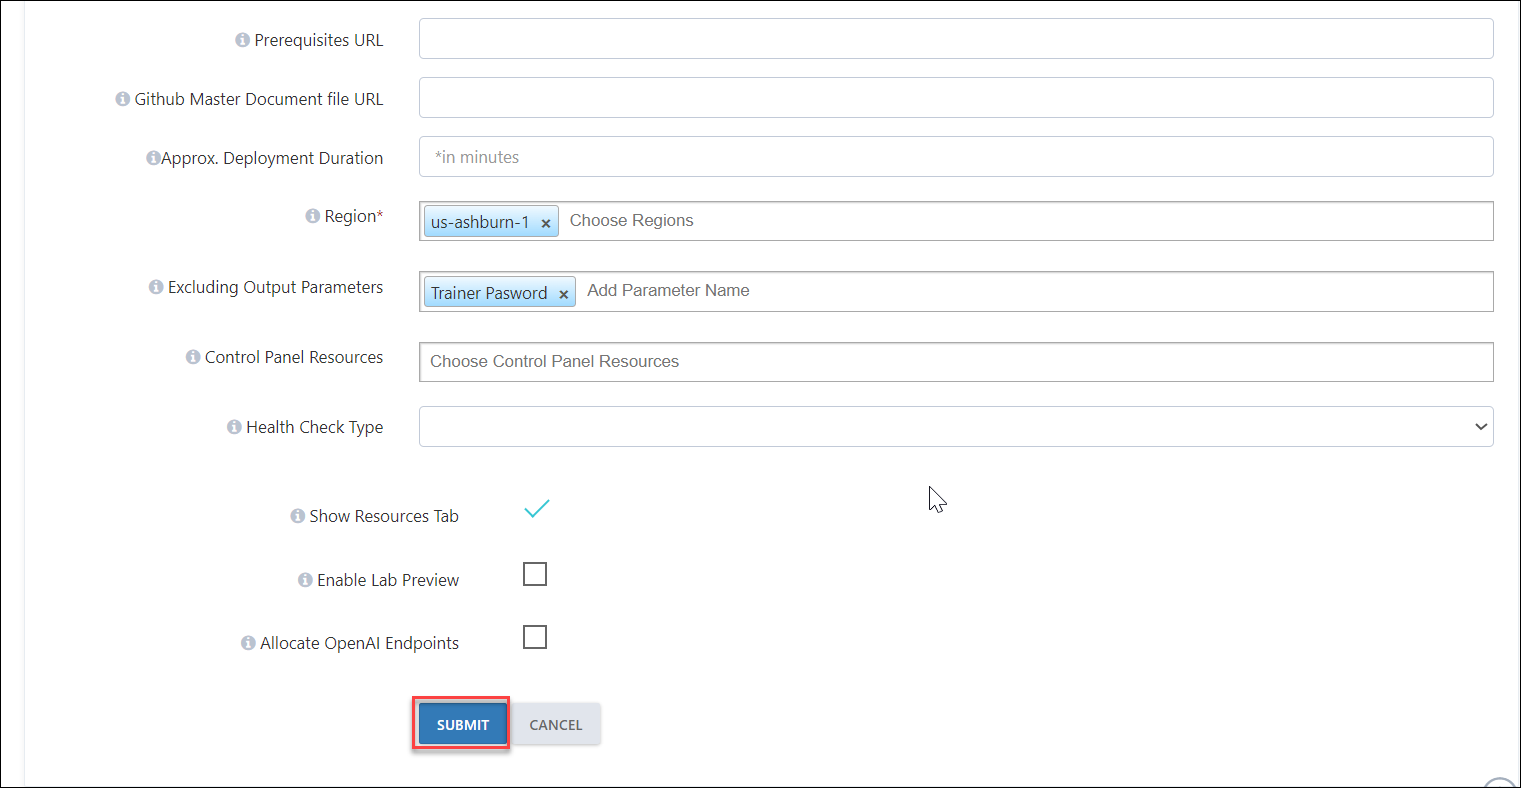 Prerequisites URL
Github Master Document file URL
Approx. Deployment Duration *in minutes
Region* us-ashburn-1 × Choose Regions
Excluding Output Parameters Trainer Pasword × Add Parameter Name
Control Panel Resources Choose Control Panel Resources
Health Check Type
Show Resources Tab
Enable Lab Preview
Allocate OpenAI Endpoints
SUBMIT CANCEL